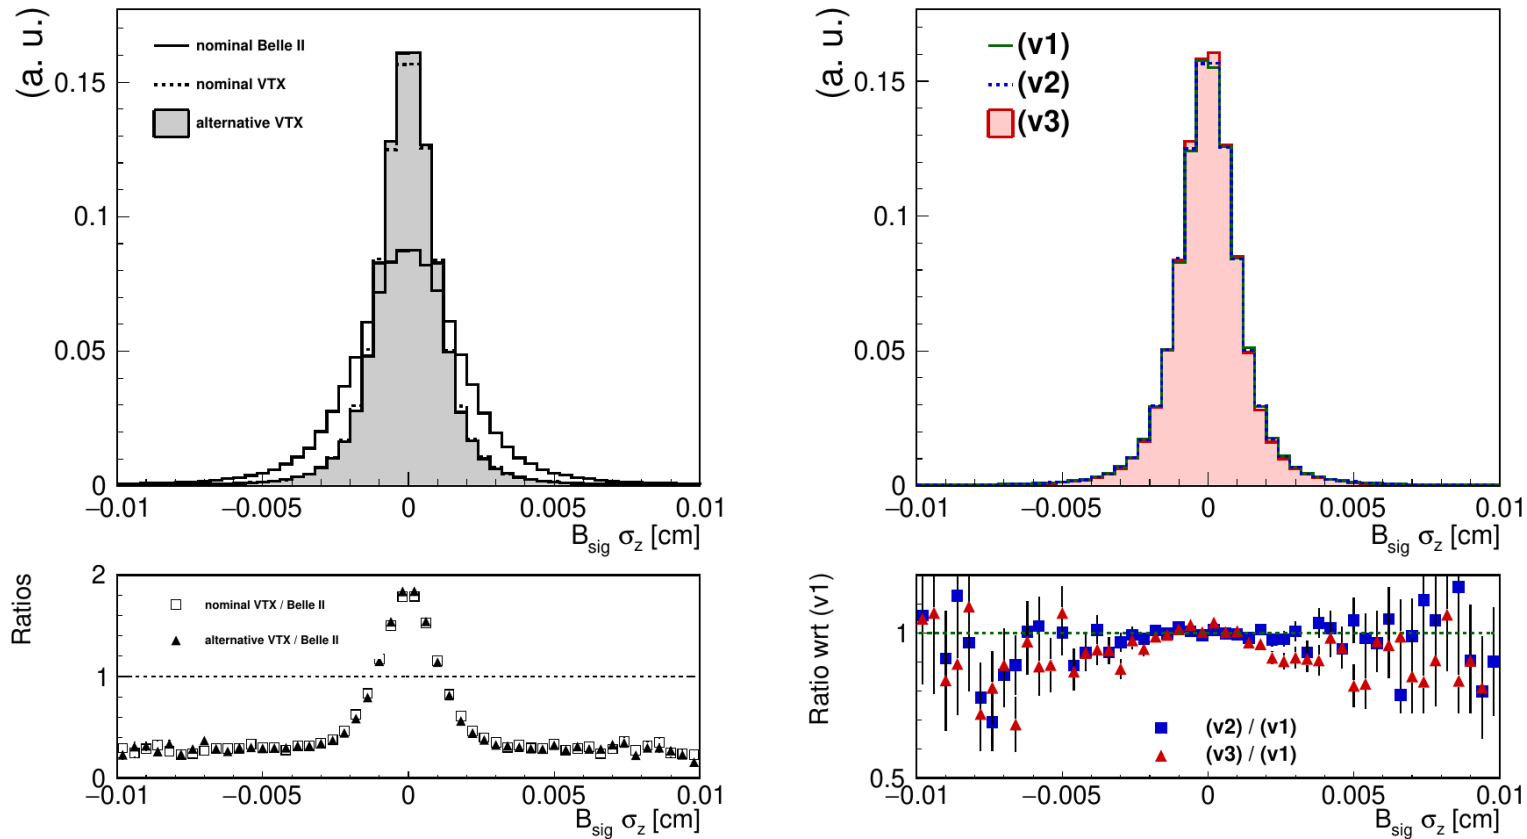 (a. u.)
nominal Belle II
nominal VTX
alternative VTX
0.15
0.1
0.05
0
−0.01 −0.005 0 0.005 0.01
B_sig σ_z [cm]
(a. u.)
(v1)
(v2)
(v3)
0.15
0.1
0.05
0
−0.01 −0.005 0 0.005 0.01
B_sig σ_z [cm]
Ratios
2
nominal VTX / Belle II
alternative VTX / Belle II
1
0
−0.01 −0.005 0 0.005 0.01
B_sig σ_z [cm]
Ratio wrt (v1)
1
(v2) / (v1)
(v3) / (v1)
0.5
−0.01 −0.005 0 0.005 0.01
B_sig σ_z [cm]